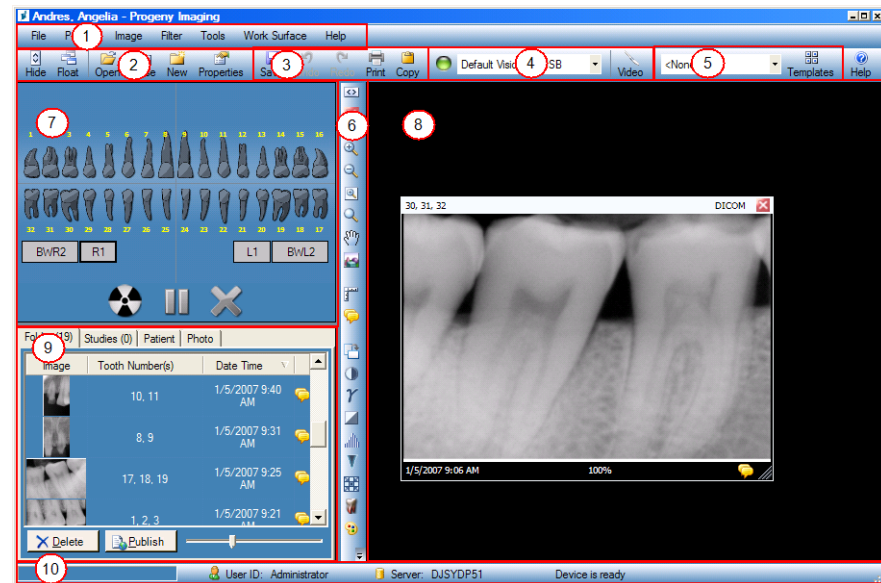 Andres, Angelia - Progeny Imaging
File Image Filter Tools Work Surface Help
1
2
3
4
5
Hide Float Open New Properties Print Copy
Default Visio SB
Video
<Non
Templates
Help
7
6
8
1 3 4 5 6 7 8 9 10 11 12 13 14 15 16
32 31 30 29 28 27 26 25 24 23 22 21 20 19 18 17
BWR2 R1 L1 BWL2
30, 31, 32 DICOM
1/5/2007 9:06 AM 100%
9
(19) Studies (0) Patient Photo
Image Tooth Number(s) Date Time
10, 11 1/5/2007 9:40 AM
8, 9 1/5/2007 9:31 AM
17, 18, 19 1/5/2007 9:25 AM
1, 2, 3 1/5/2007 9:21 AM
Delete Publish
10
User ID: Administrator Server: DJSYDP51 Device is ready